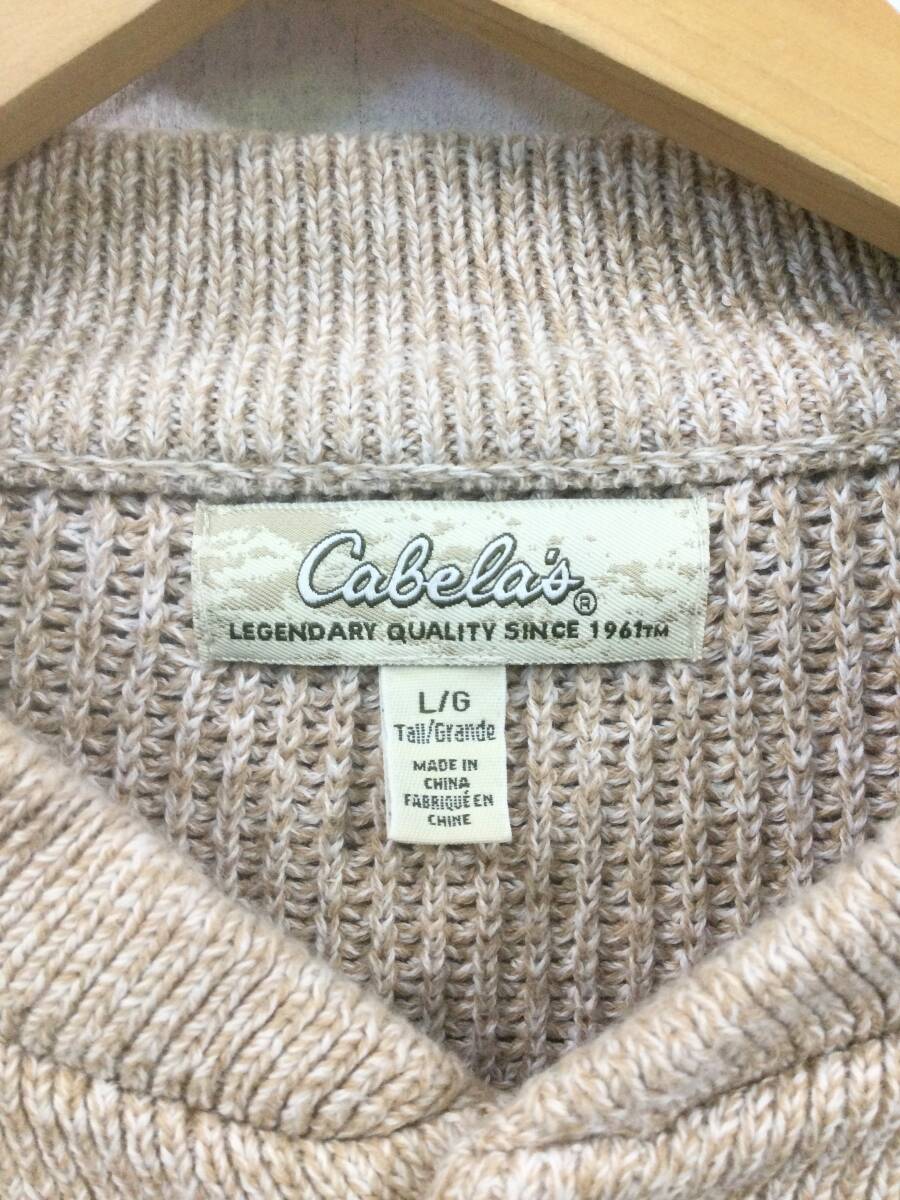 Cabela's®
LEGENDARY QUALITY SINCE 1961TM
L/G
Tall/Grande
MADE IN
CHINA
FABRIQUÉ EN
CHINE